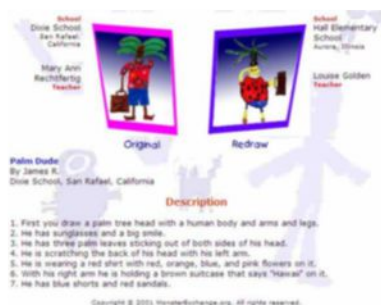 School
Dixie School
San Rafael,
California
Mary Ann
Rechtfertig
Teacher
School
Hall Elementary
School
Aurora, Illinois
Louise Golden
Teacher
Original
Redraw
Palm Dude
By James R.
Dixie School, San Rafael, California
Description
1. First you draw a palm tree head with a human body and arms and legs.
2. He has sunglasses and a big smile.
3. He has three palm leaves sticking out of both sides of his head.
4. He is scratching the back of his head with his left arm.
5. He is wearing a red shirt with red, orange, blue, and pink flowers on it.
6. With his right arm he is holding a brown suitcase that says "Hawaii" on it.
7. He has blue shorts and red sandals.
Copyright © 2001 MonsterExchange.org. All rights reserved.